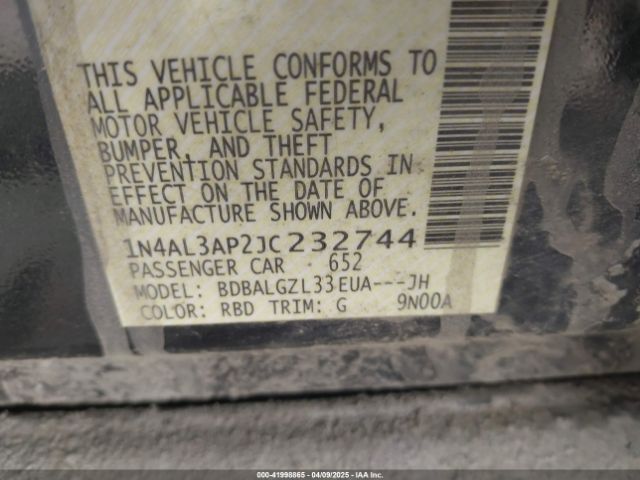 THIS VEHICLE CONFORMS TO
ALL APPLICABLE FEDERAL
MOTOR VEHICLE SAFETY,
BUMPER, AND THEFT
PREVENTION STANDARDS IN
EFFECT ON THE DATE OF
MANUFACTURE SHOWN ABOVE.
1N4AL3AP2JC232744
PASSENGER CAR 652
MODEL: BDBALGZL33EUA---JH
COLOR: RBD TRIM: G 9N00A
000-41998865 04/09/2025 IAAI.COM